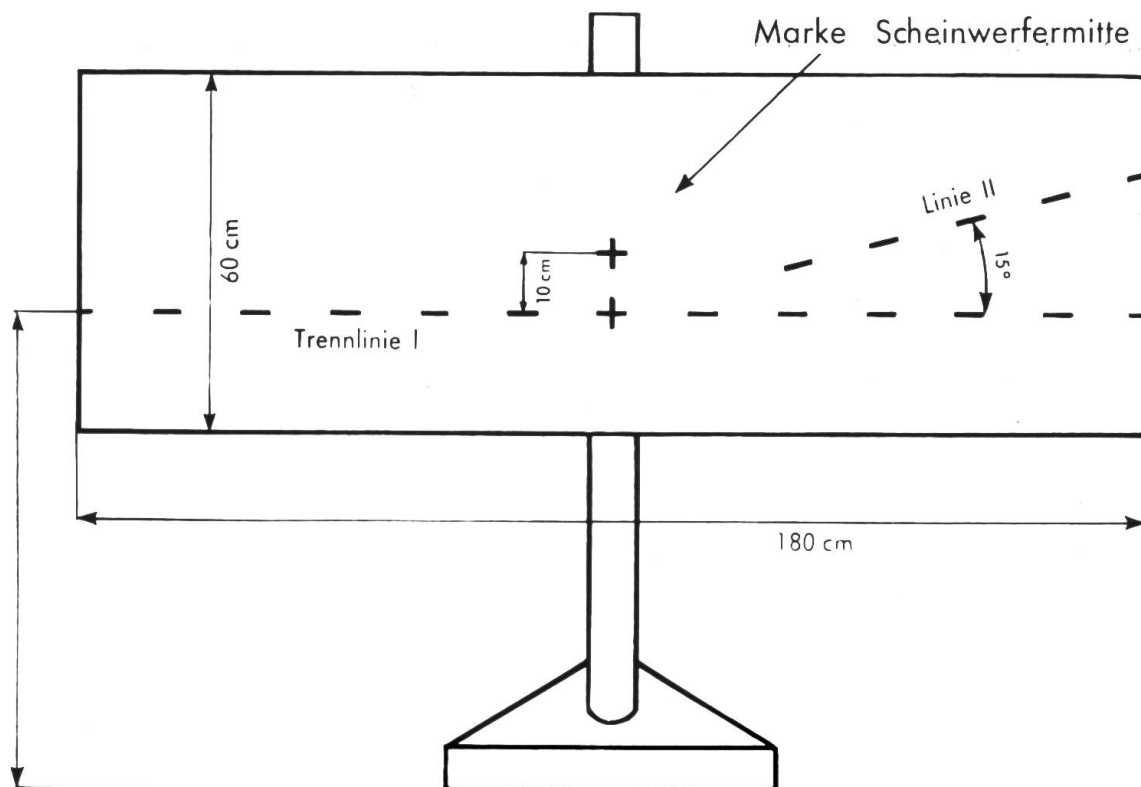 Marke Scheinwerfermitte
Linie II
60 cm
10 cm
15°
Trennlinie I
180 cm